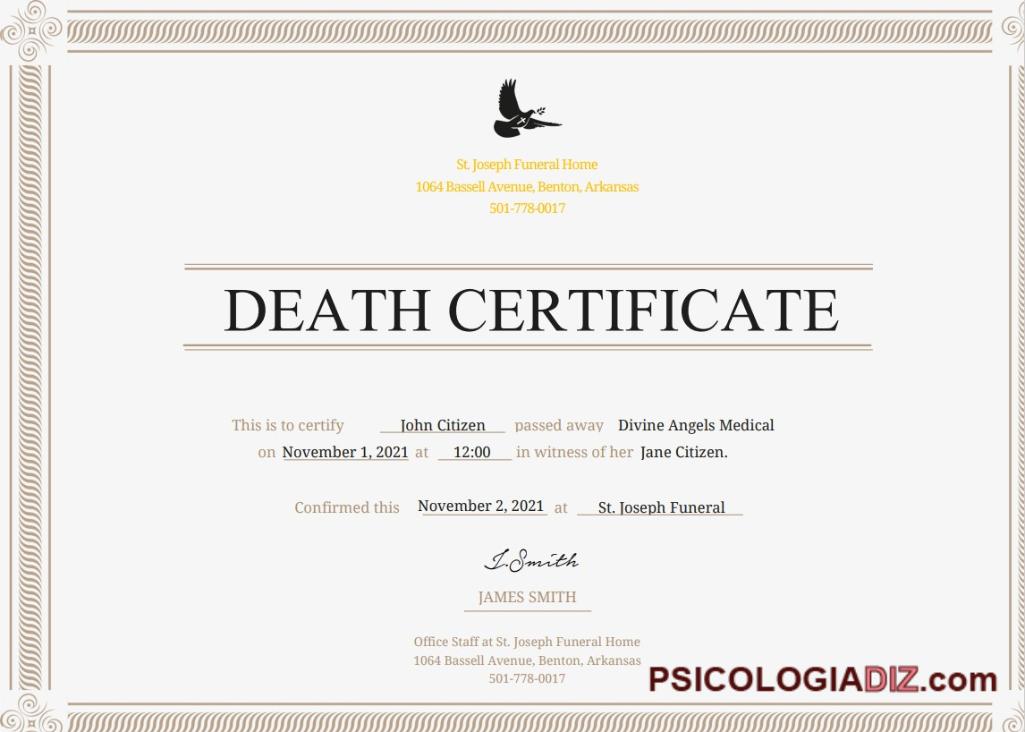 St. Joseph Funeral Home
1064 Bassell Avenue, Benton, Arkansas
501-778-0017
DEATH CERTIFICATE
This is to certify John Citizen passed away Divine Angels Medical
on November 1, 2021 at 12:00 in witness of her Jane Citizen.
Confirmed this November 2, 2021 at St. Joseph Funeral
J.Smith
JAMES SMITH
Office Staff at St. Joseph Funeral Home
1064 Bassell Avenue, Benton, Arkansas
501-778-0017
PSICOLOGIADIZ.com